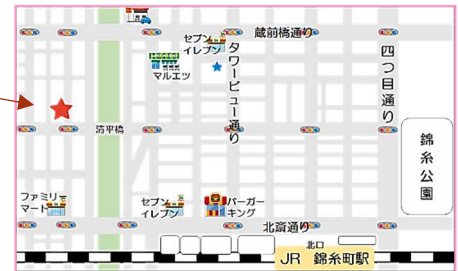 セブン
イレブン
蔵前橋通り
マルエツ
タワービュー通り
四つ目通り
清平橋
錦糸公園
ファミリー
マート
セブン
イレブン
バーガー
キング
北斎通り
北口
JR 錦糸町駅